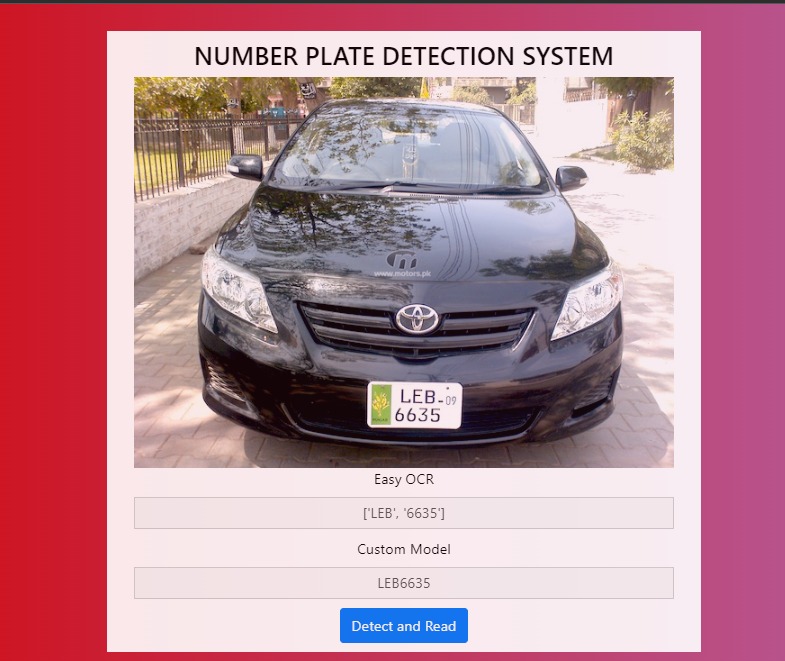 NUMBER PLATE DETECTION SYSTEM
www.motors.pk
LEB-09
6635
Easy OCR
['LEB', '6635']
Custom Model
LEB6635
Detect and Read